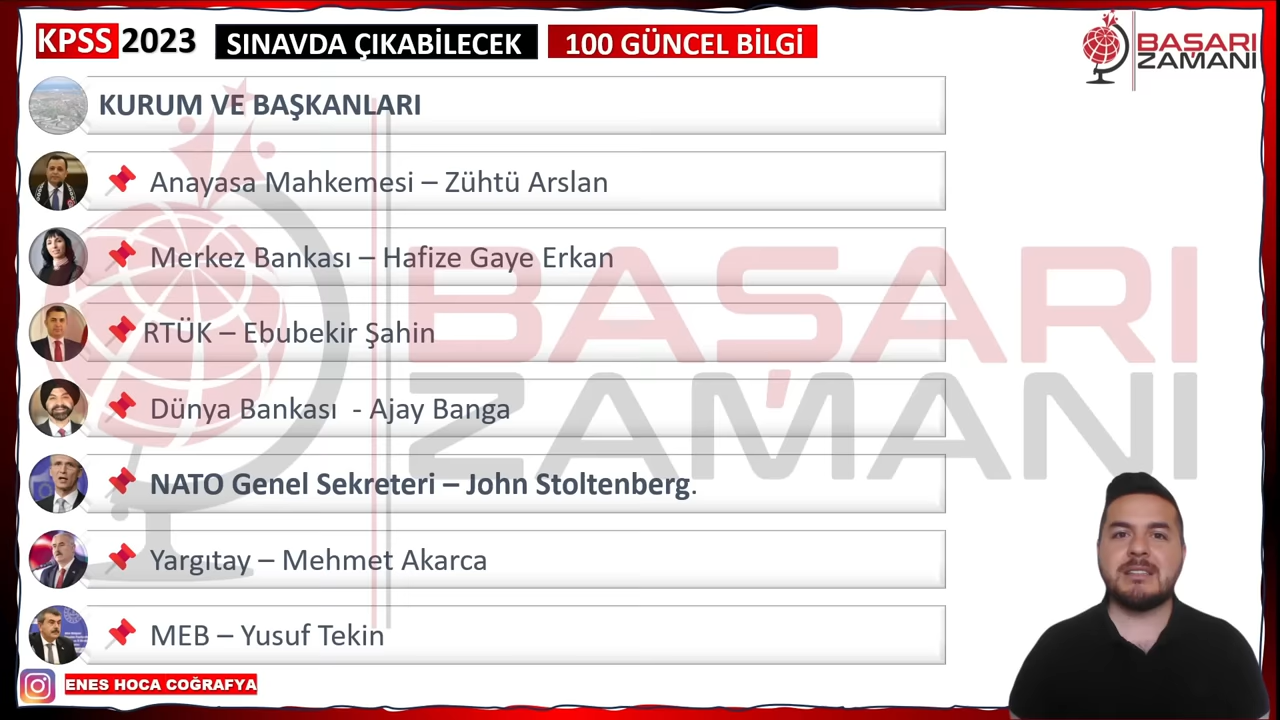 KPSS 2023 SINAVDA ÇIKABİLECEK 100 GÜNCEL BİLGİ
BAŞARI
ZAMANI
KURUM VE BAŞKANLARI
Anayasa Mahkemesi – Zühtü Arslan
Merkez Bankası – Hafize Gaye Erkan
RTÜK – Ebubekir Şahin
Dünya Bankası - Ajay Banga
NATO Genel Sekreteri – John Stoltenberg.
Yargıtay – Mehmet Akarca
MEB – Yusuf Tekin
BAŞARI
ZAMANI
ENES HOCA COĞRAFYA